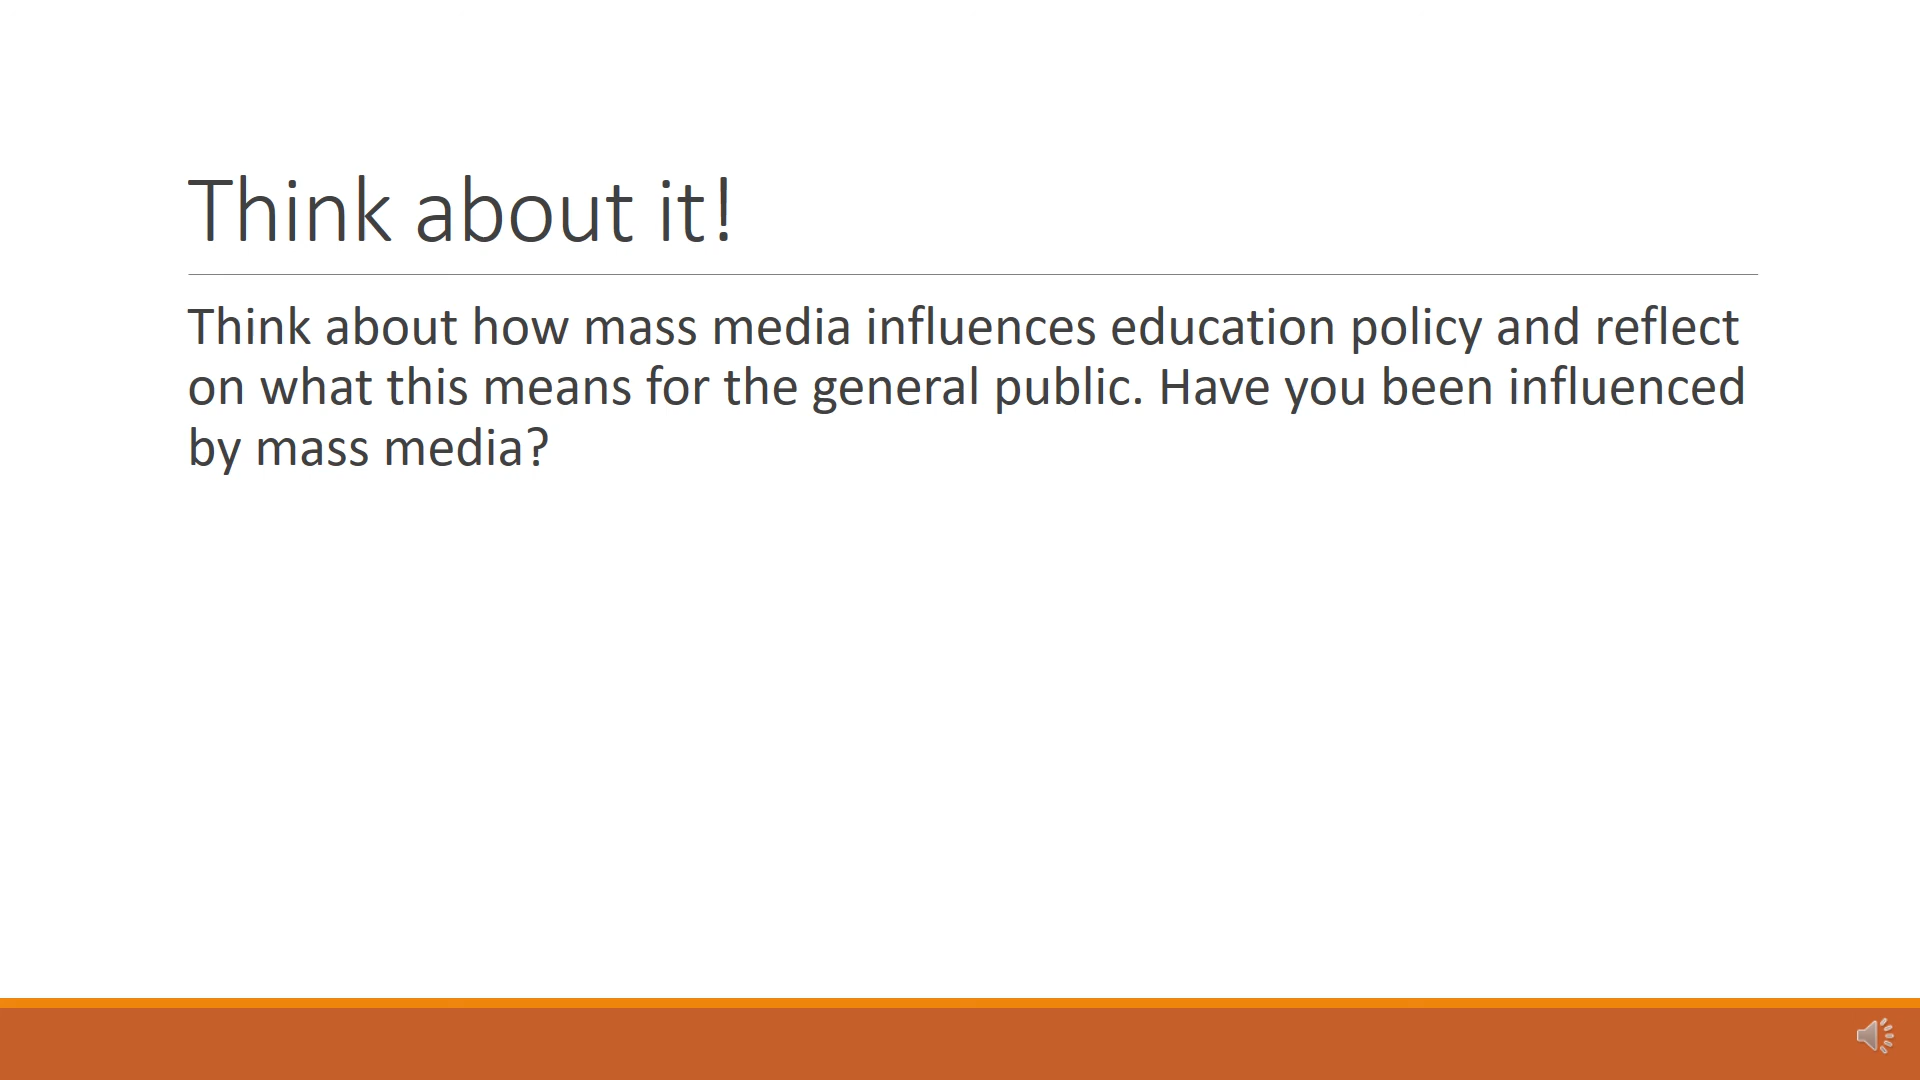 Think about it!
Think about how mass media influences education policy and reflect
on what this means for the general public. Have you been influenced
by mass media?